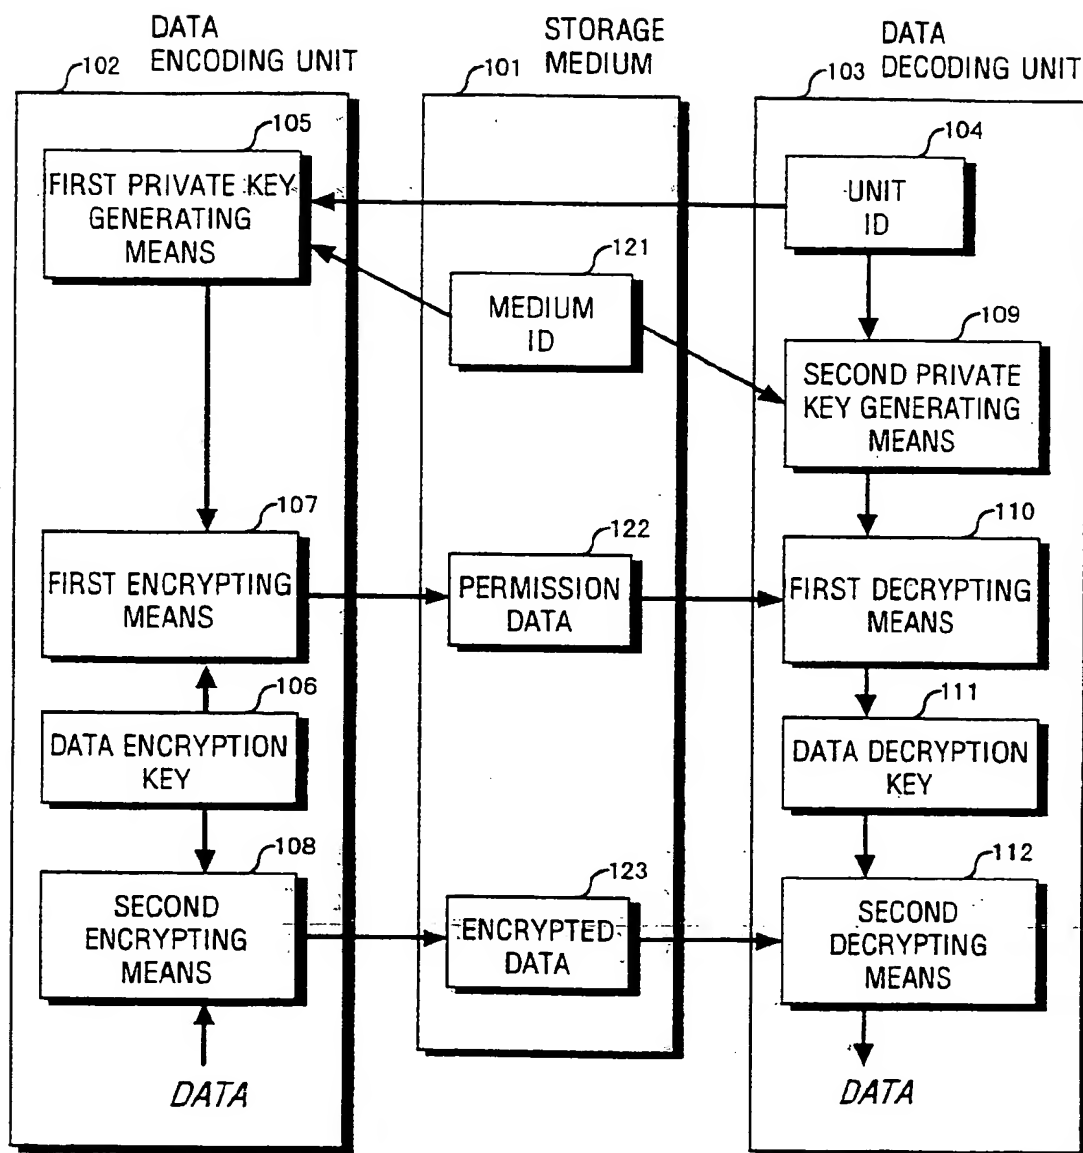 DATA
ENCODING UNIT
102
STORAGE
MEDIUM
101
DATA
DECODING UNIT
103
105
FIRST PRIVATE KEY
GENERATING
MEANS
104
UNIT
ID
121
MEDIUM
ID
109
SECOND PRIVATE
KEY GENERATING
MEANS
107
FIRST ENCRYPTING
MEANS
122
PERMISSION
DATA
110
FIRST DECRYPTING
MEANS
106
DATA ENCRYPTION
KEY
111
DATA DECRYPTION
KEY
108
SECOND
ENCRYPTING
MEANS
123
ENCRYPTED
DATA
112
SECOND
DECRYPTING
MEANS
DATA
DATA